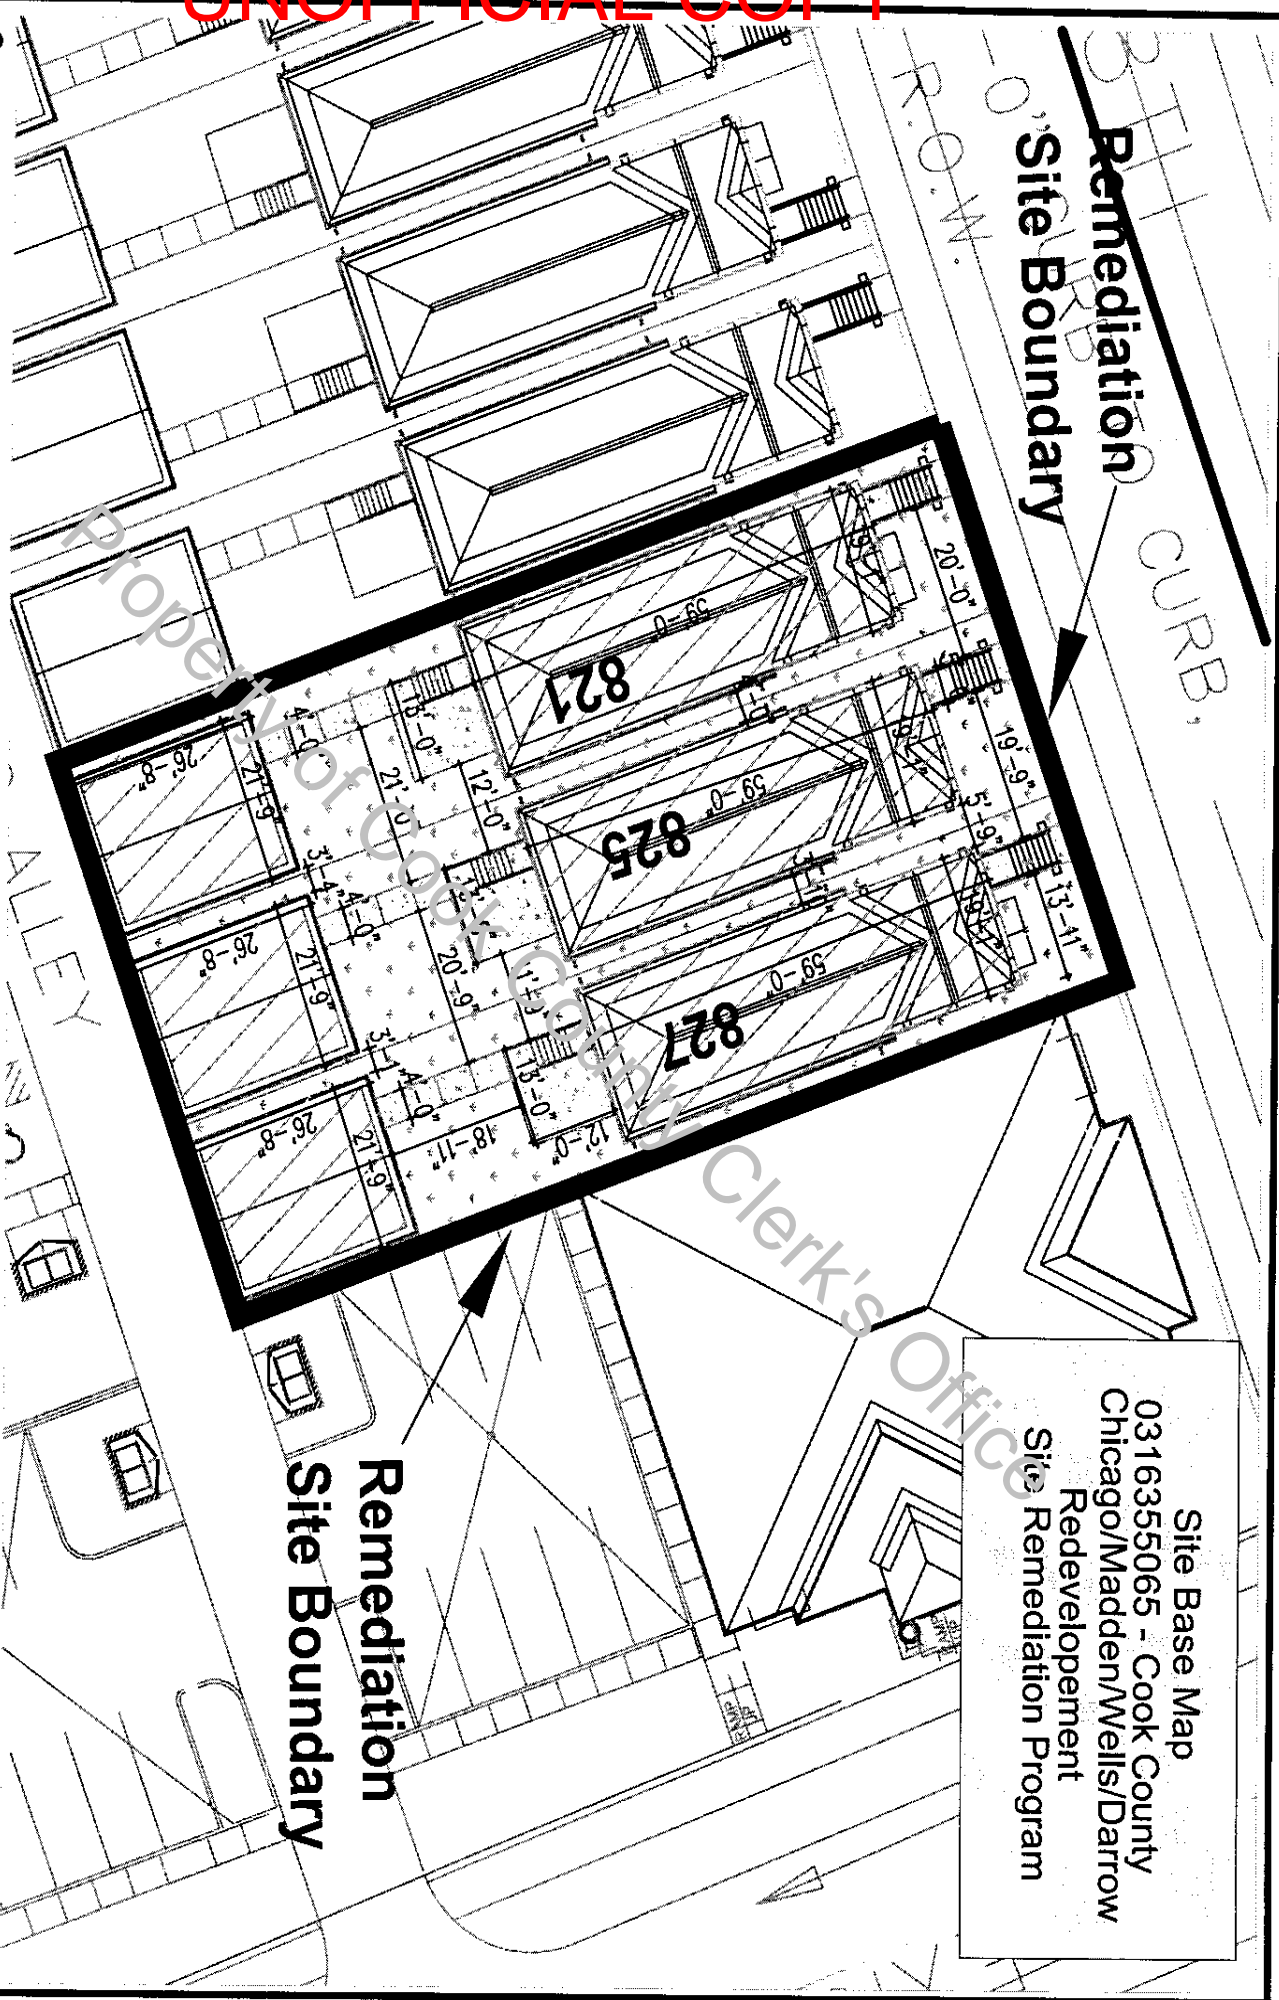 UNOFFICIAL COPY
Site Base Map
0316355065 - Cook County
Chicago/Madden/Wells/Darrow
Redevelopement
Site Remediation Program
Remediation
Site Boundary
CURB
R.O.W.
CURB,
20'-0"
19'-9"
5'-9"
13'-11"
59'-0"
821
59'-0"
825
59'-0"
827
13'-0"
12'-0"
4'-0"
21'-0"
26'-8"
21'-9"
3'-4"
4'-0"
20'-9"
26'-8"
21'-9"
3'-1"
4'-0"
13'-0"
12'-0"
18'-11"
26'-8"
21'-9"
ALLEY
Remediation
Site Boundary
Property of Cook County Clerk's Office